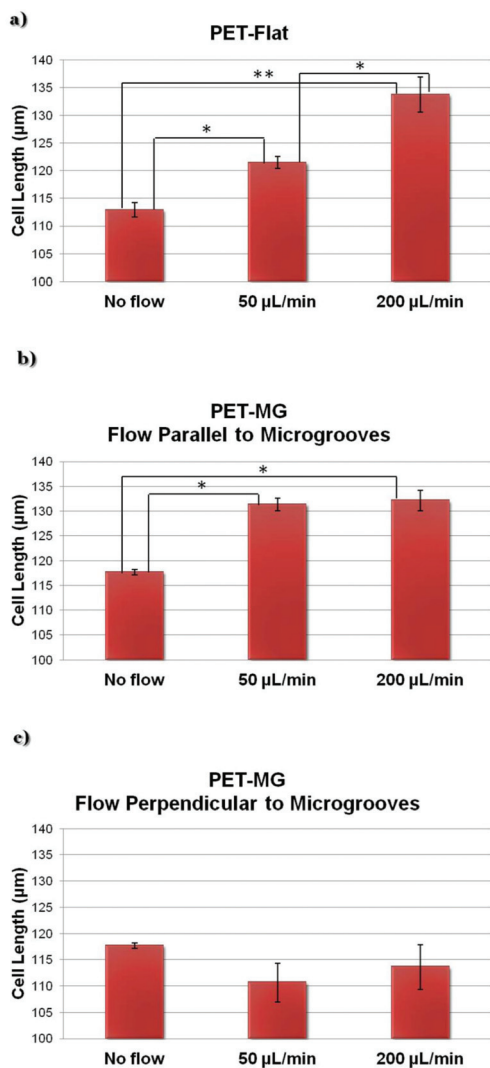 a)
PET-Flat
Cell Length (µm)
140
135
130
125
120
115
110
105
100
**
*
*
No flow 50 µL/min 200 µL/min
b)
PET-MG
Flow Parallel to Microgrooves
Cell Length (µm)
140
135
130
125
120
115
110
105
100
*
*
No flow 50 µL/min 200 µL/min
c)
PET-MG
Flow Perpendicular to Microgrooves
Cell Length (µm)
140
135
130
125
120
115
110
105
100
No flow 50 µL/min 200 µL/min